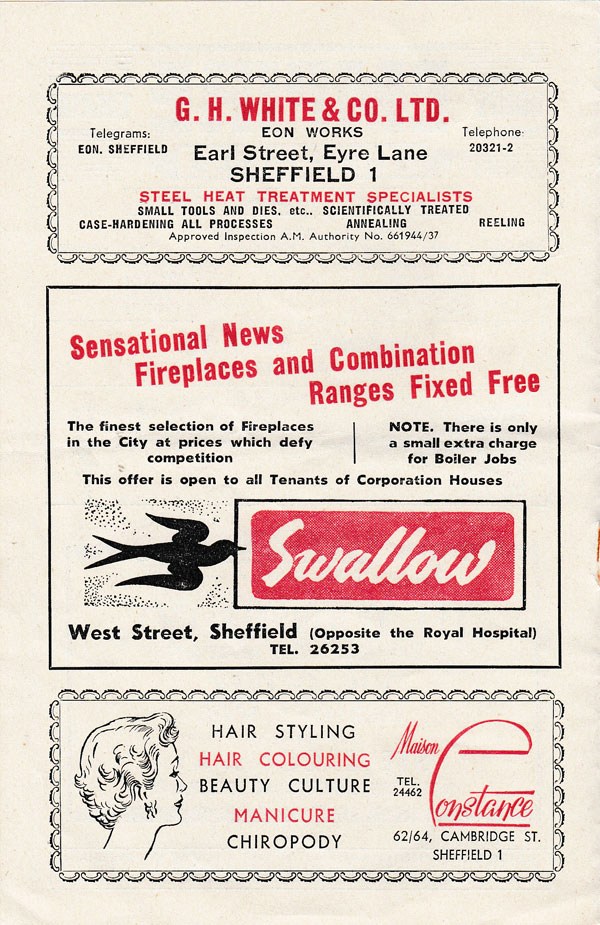 G. H. WHITE & CO. LTD.
Telegrams:
EON. SHEFFIELD
EON WORKS
Earl Street, Eyre Lane
SHEFFIELD 1
Telephone
20321-2
STEEL HEAT TREATMENT SPECIALISTS
SMALL TOOLS AND DIES, etc.. SCIENTIFICALLY TREATED
CASE-HARDENING ALL PROCESSES ANNEALING REELING
Approved Inspection A.M. Authority No. 661944/37
Sensational News
Fireplaces and Combination
Ranges Fixed Free
The finest selection of Fireplaces
in the City at prices which defy
competition
NOTE. There is only
a small extra charge
for Boiler Jobs
This offer is open to all Tenants of Corporation Houses
Swallow
West Street, Sheffield (Opposite the Royal Hospital)
TEL. 26253
HAIR STYLING
HAIR COLOURING
BEAUTY CULTURE
MANICURE
CHIROPODY
Maison
Constance
TEL.
24462
62/64, CAMBRIDGE ST.
SHEFFIELD 1